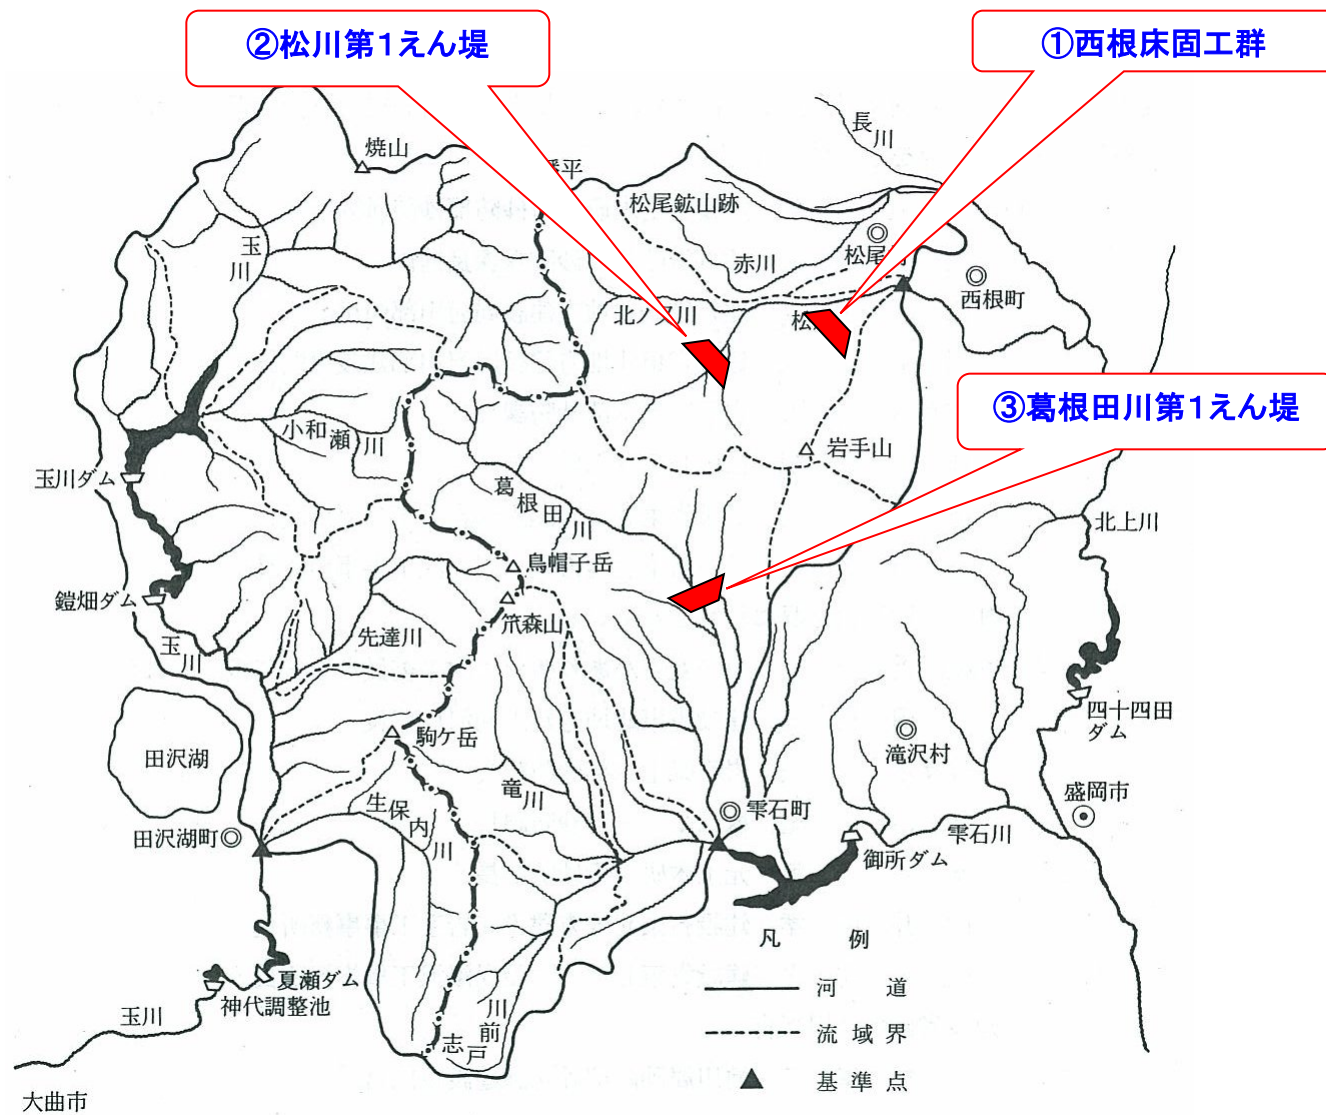 ②松川第1えん堤
①西根床固工群
長川
焼山
平
松尾鉱山跡
玉川
赤川
松尾
西根町
北ノ又川
松
③葛根田川第1えん堤
小和瀬川
岩手山
玉川ダム
葛根田川
北上川
烏帽子岳
鎧畑ダム
笊森山
先達川
玉川
四十四田
ダム
駒ケ岳
滝沢村
田沢湖
竜川
盛岡市
生保内川
雫石町
田沢湖町
雫石川
御所ダム
凡例
夏瀬ダム
河道
神代調整池
玉川
志戸前川
流域界
基準点
大曲市